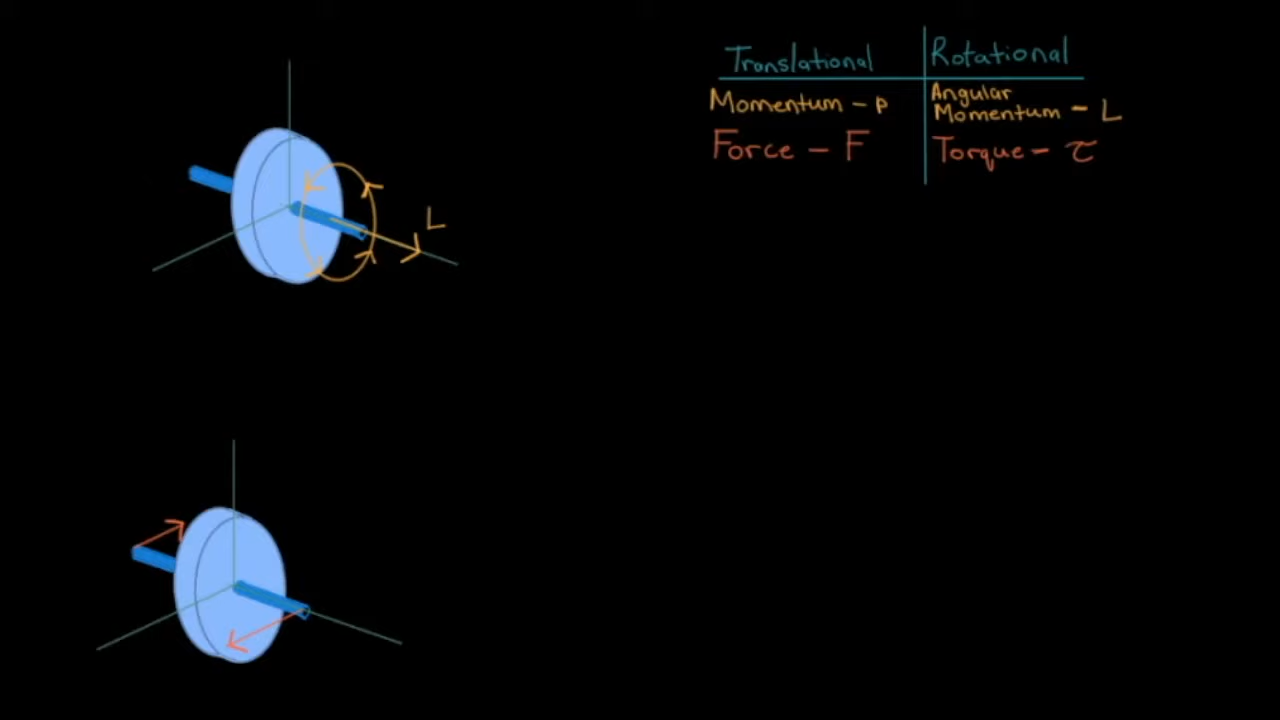 Translational
Rotational
Momentum - p
Angular
Momentum - L
Force - F
Torque - τ
L